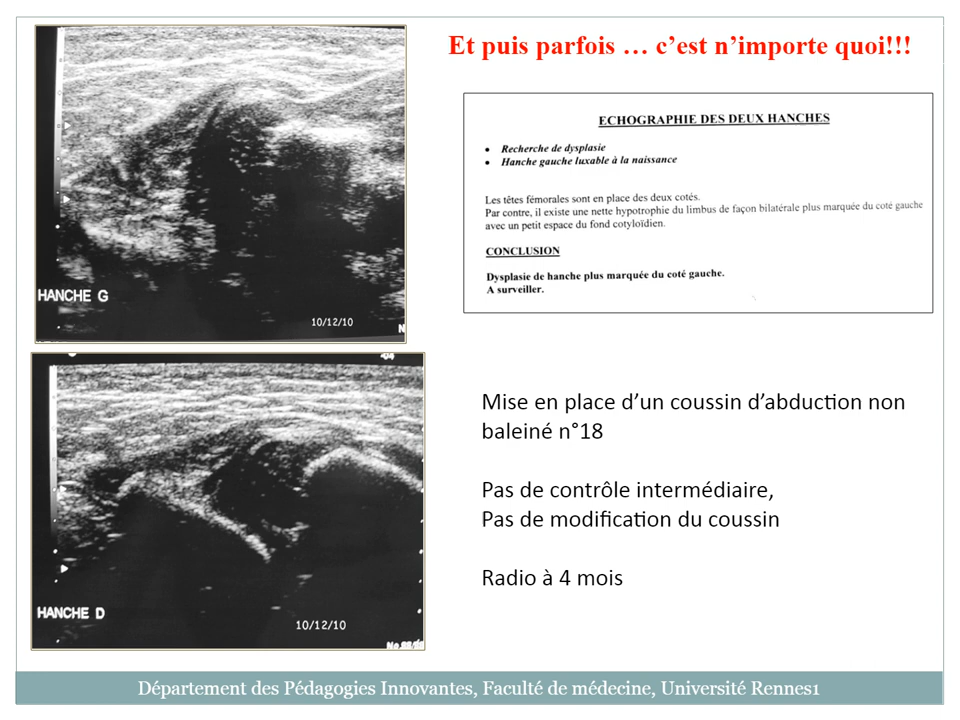 Et puis parfois … c’est n’importe quoi!!!
ECHOGRAPHIE DES DEUX HANCHES
• Recherche de dysplasie
• Hanche gauche luxable à la naissance
Les têtes fémorales sont en place des deux cotés.
Par contre, il existe une nette hypotrophie du limbus de façon bilatérale plus marquée du coté gauche
avec un petit espace du fond cotyloïdien.
CONCLUSION
Dysplasie de hanche plus marquée du coté gauche.
A surveiller.
HANCHE G
10/12/10
N
HANCHE D
10/12/10
Mise en place d’un coussin d’abduction non
baleiné n°18
Pas de contrôle intermédiaire,
Pas de modification du coussin
Radio à 4 mois
Département des Pédagogies Innovantes, Faculté de médecine, Université Rennes1